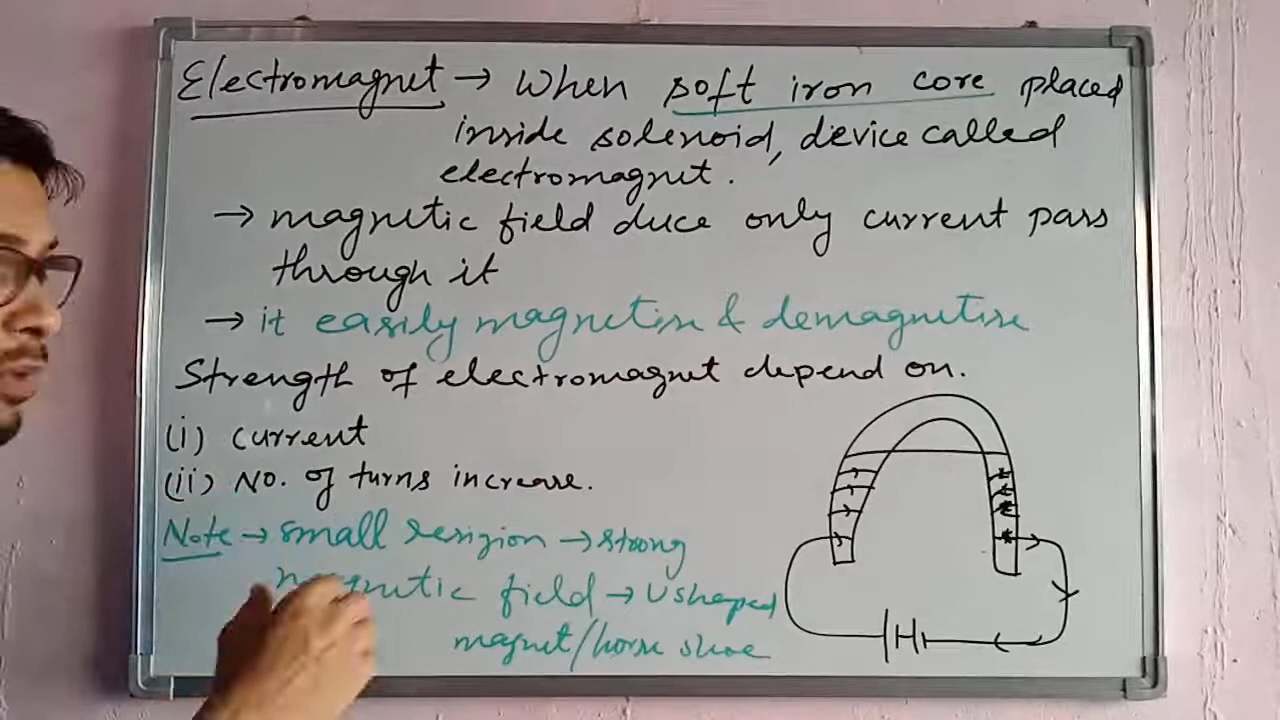 Electromagnet → When soft iron core placed
inside solenoid, device called
electromagnet.
→ magnetic field duce only current pass
through it
→ it easily magnetise & demagnetise
Strength of electromagnet depend on.
(i) current
(ii) No. of turns increase.
Note → small resigion → strong
magnetic field → U shaped
magnet/horse shoe